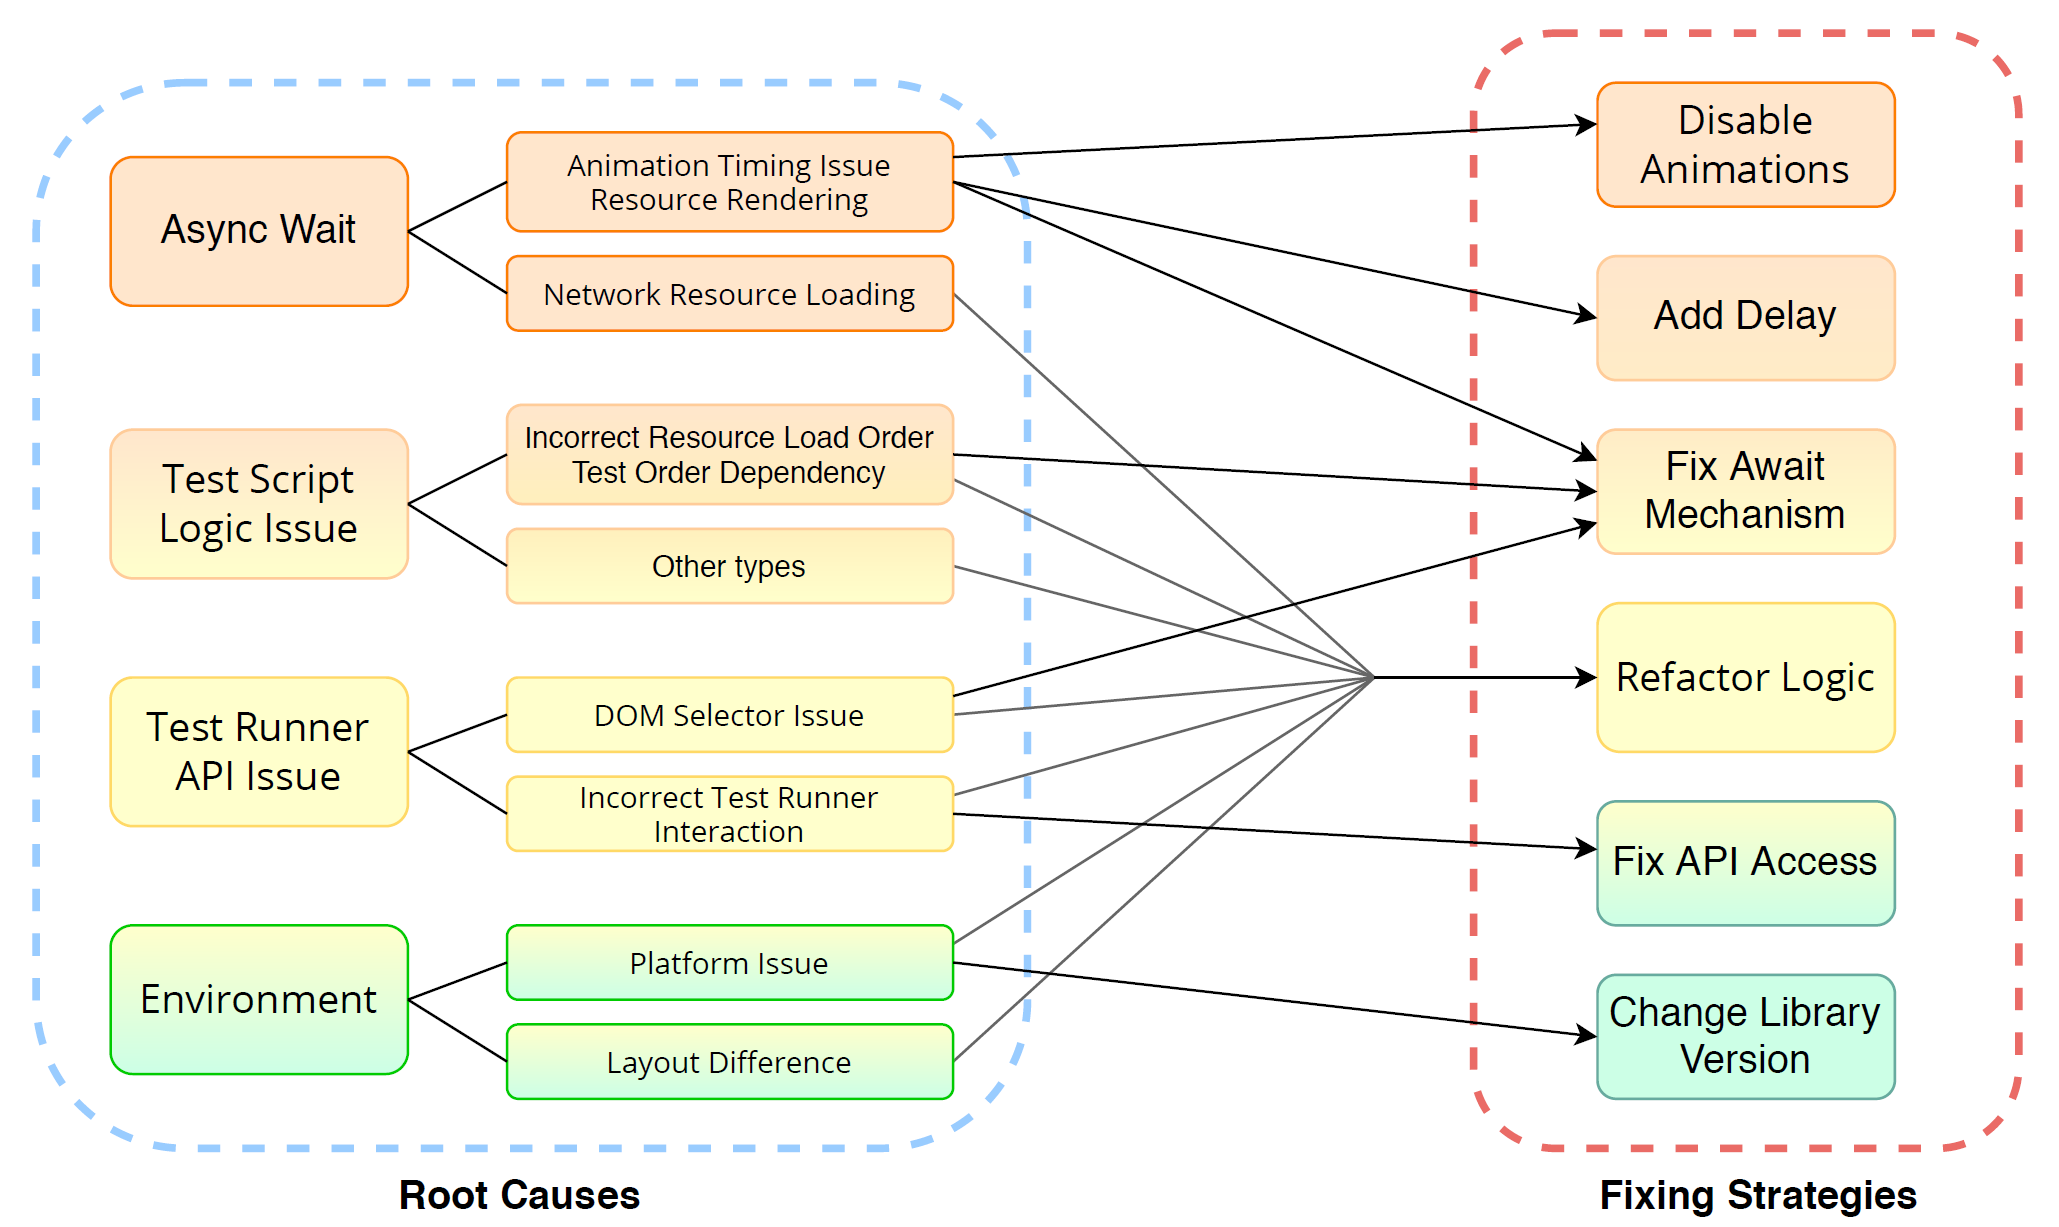 Async Wait
Animation Timing Issue
Resource Rendering
Network Resource Loading
Test Script
Logic Issue
Incorrect Resource Load Order
Test Order Dependency
Other types
Test Runner
API Issue
DOM Selector Issue
Incorrect Test Runner
Interaction
Environment
Platform Issue
Layout Difference
Root Causes
Disable
Animations
Add Delay
Fix Await
Mechanism
Refactor Logic
Fix API Access
Change Library
Version
Fixing Strategies